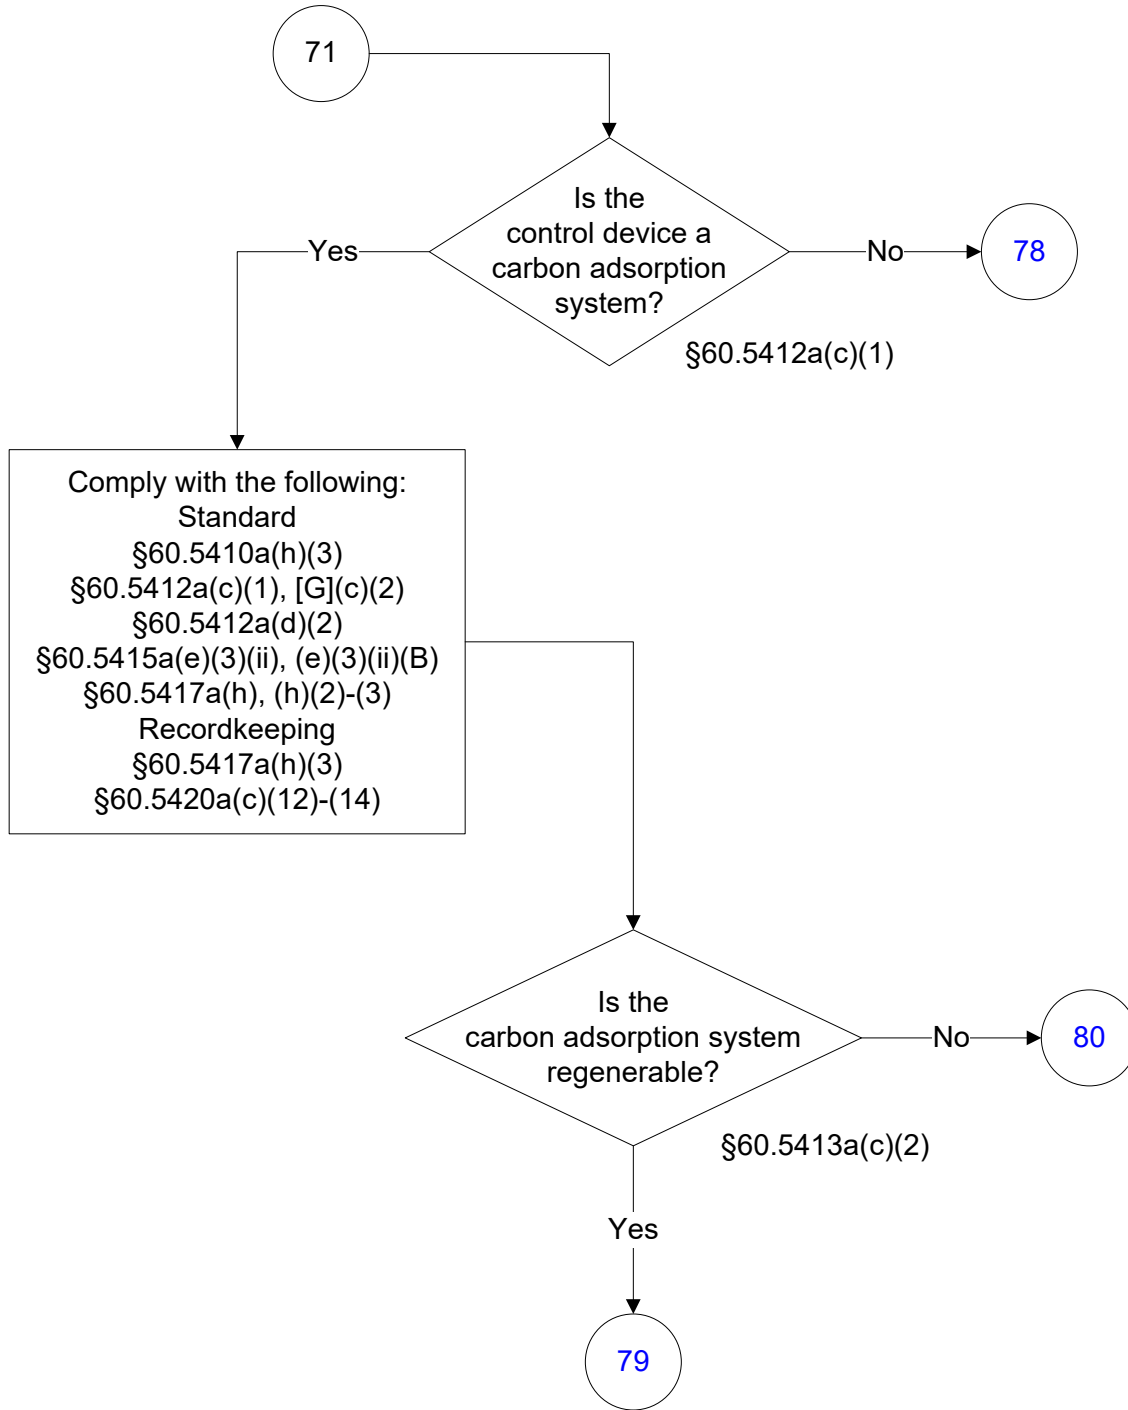 71
Is the
control device a
carbon adsorption
system?
Yes
No
78
§60.5412a(c)(1)
Comply with the following:
Standard
§60.5410a(h)(3)
§60.5412a(c)(1), [G](c)(2)
§60.5412a(d)(2)
§60.5415a(e)(3)(ii), (e)(3)(ii)(B)
§60.5417a(h), (h)(2)-(3)
Recordkeeping
§60.5417a(h)(3)
§60.5420a(c)(12)-(14)
Is the
carbon adsorption system
regenerable?
No
80
§60.5413a(c)(2)
Yes
79